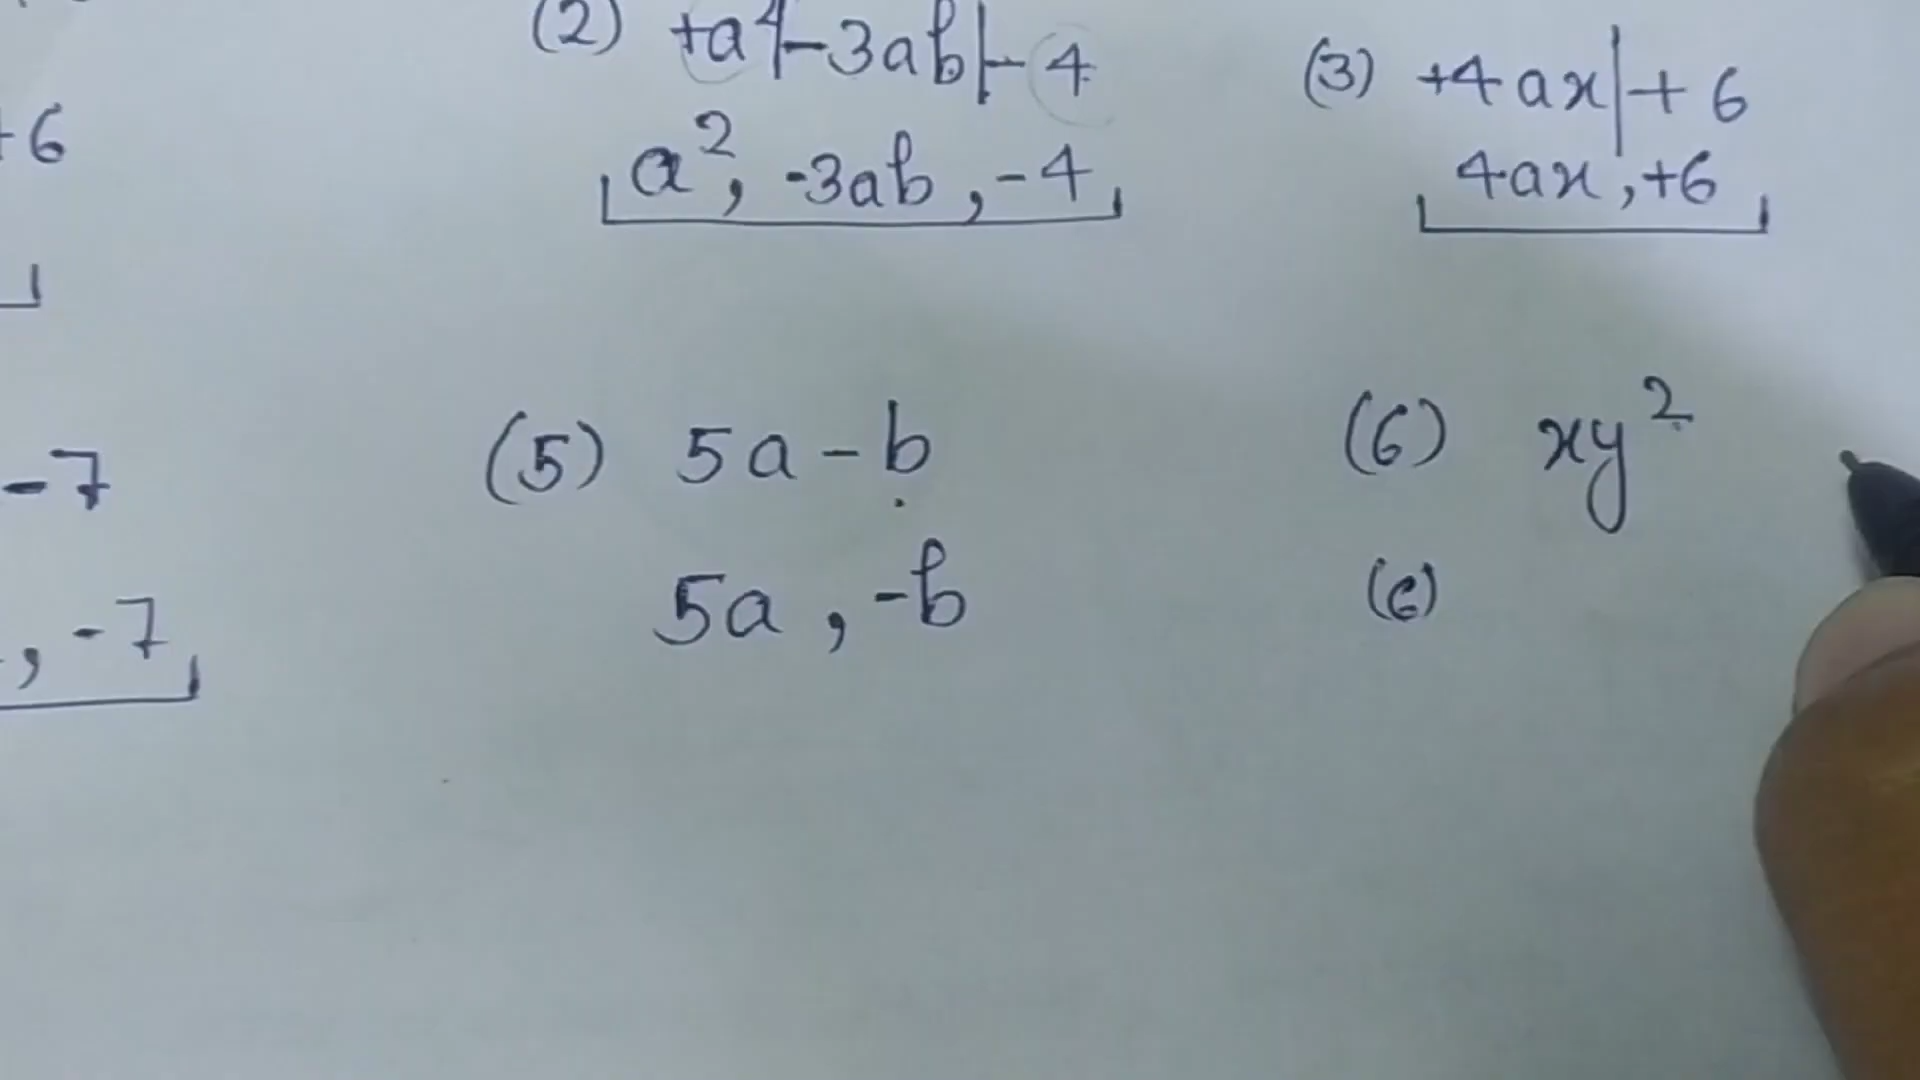 (2) +a²|-3ab|-4
a², -3ab, -4
(3) +4ax|+6
4ax, +6
+6
-7
, -7
(5) 5a-b
5a, -b
(6) xy²
(6)